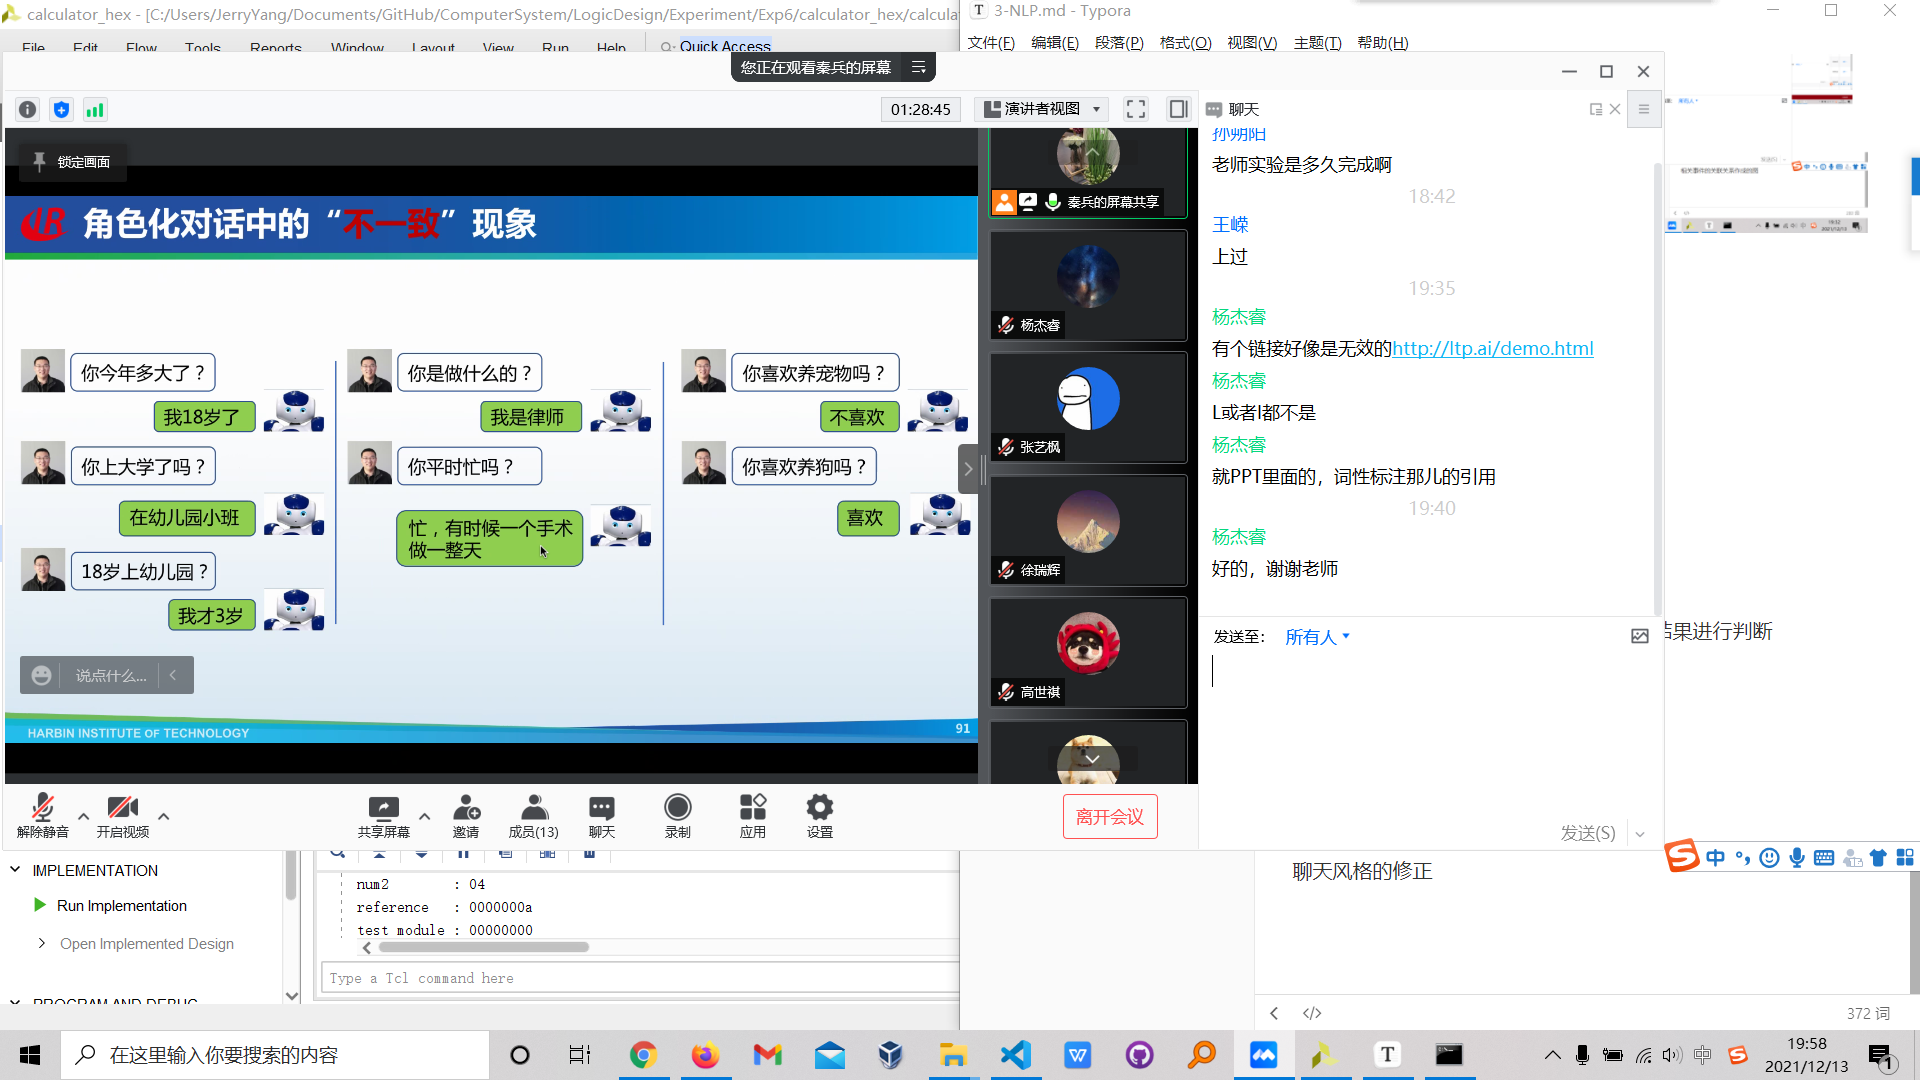 calculator_hex - [C:/Users/JerryYang/Documents/GitHub/ComputerSystem/LogicDesign/Experiment/Exp6/calculator_hex/calcula
File Edit Flow Tools Reports Window Layout View Run Help Quick Access
3-NLP.md - Typora
文件(F) 编辑(E) 段落(P) 格式(O) 视图(V) 主题(T) 帮助(H)
您正在观看秦兵的屏幕
01:28:45
演讲者视图
锁定画面
角色化对话中的“不一致”现象
你今年多大了？
我18岁了
你上大学了吗？
在幼儿园小班
18岁上幼儿园？
我才3岁
你是做什么的？
我是律师
你平时忙吗？
忙，有时候一个手术
做一整天
你喜欢养宠物吗？
不喜欢
你喜欢养狗吗？
喜欢
说点什么...
HARBIN INSTITUTE OF TECHNOLOGY
91
秦兵的屏幕共享
杨杰睿
张艺枫
徐瑞辉
高世祺
聊天
孙朔阳
老师实验是多久完成啊
18:42
王嵘
上过
19:35
杨杰睿
有个链接好像是无效的http://ltp.ai/demo.html
杨杰睿
L或者l都不是
杨杰睿
就PPT里面的，词性标注那儿的引用
19:40
杨杰睿
好的，谢谢老师
发送至：
所有人
发送(S)
解除静音
开启视频
共享屏幕
邀请
成员(13)
聊天
录制
应用
设置
离开会议
结果进行判断
聊天风格的修正
372 词
IMPLEMENTATION
Run Implementation
Open Implemented Design
PROGRAM AND DEBUG
num2 : 04
reference : 0000000a
test module : 00000000
Type a Tcl command here
在这里输入你要搜索的内容
中
中
19:58
2021/12/13
1